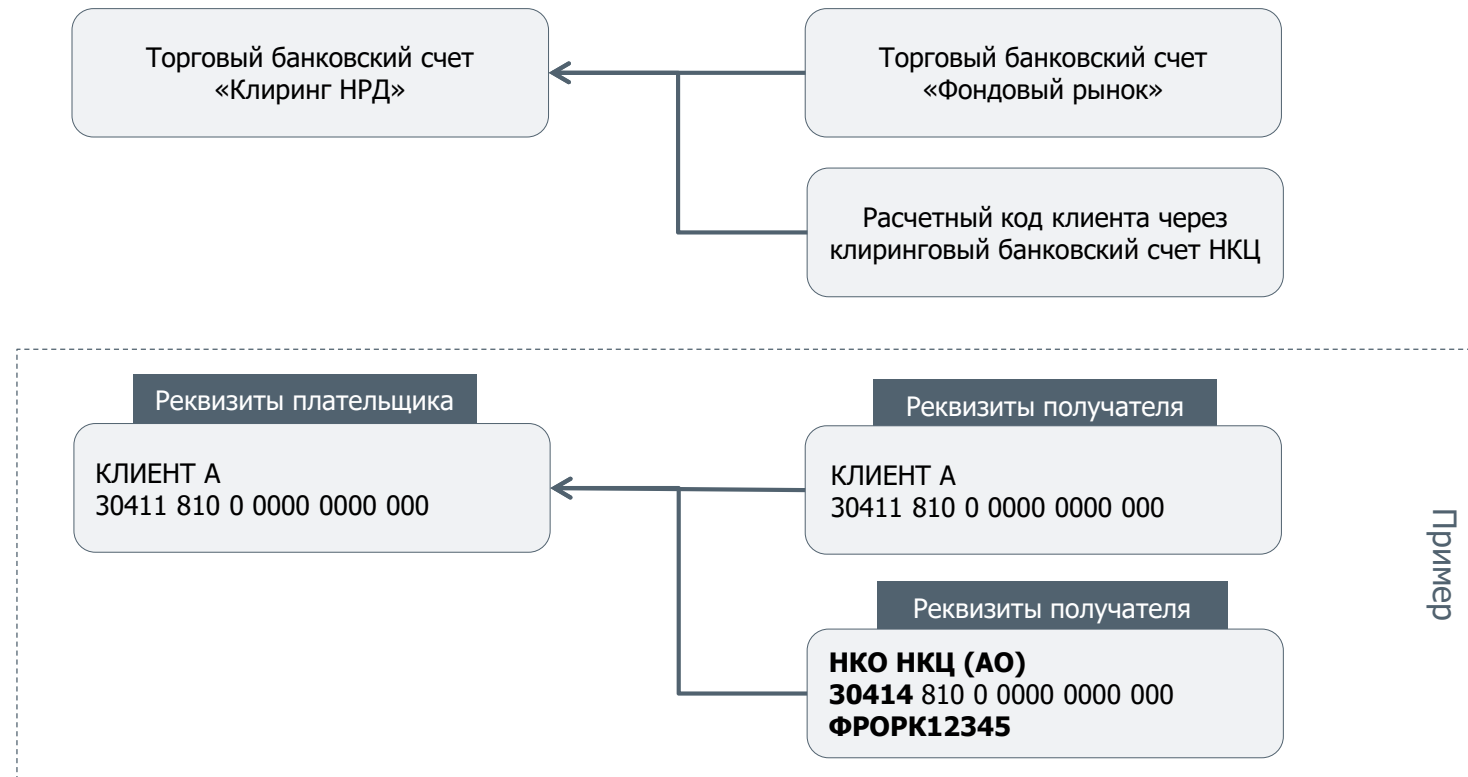 Торговый банковский счет
«Клиринг НРД»
Торговый банковский счет
«Фондовый рынок»
Расчетный код клиента через
клиринговый банковский счет НКЦ
Реквизиты плательщика
КЛИЕНТ А
30411 810 0 0000 0000 000
Реквизиты получателя
КЛИЕНТ А
30411 810 0 0000 0000 000
Реквизиты получателя
НКО НКЦ (АО)
30414 810 0 0000 0000 000
ФРОРК12345
Пример